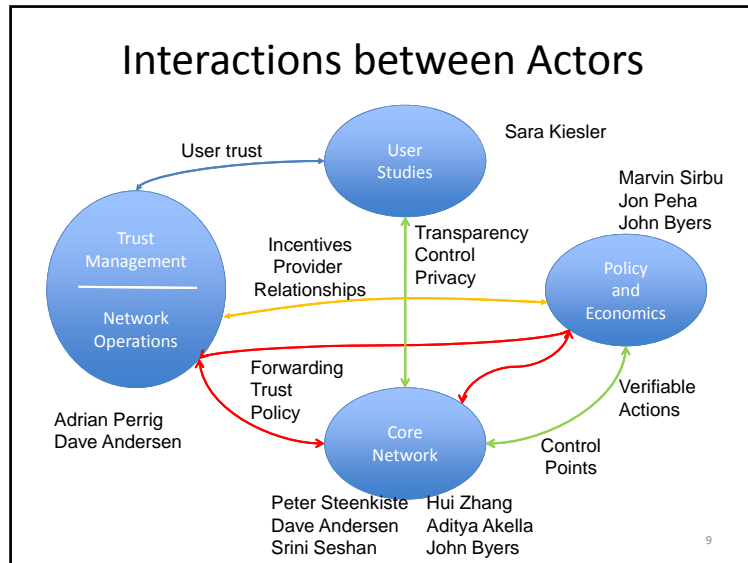 Interactions between Actors
User trust
User
Studies
Sara Kiesler
Marvin Sirbu
Jon Peha
John Byers
Trust
Management
Network
Operations
Incentives
Provider
Relationships
Transparency
Control
Privacy
Policy
and
Economics
Forwarding
Trust
Policy
Verifiable
Actions
Adrian Perrig
Dave Andersen
Core
Network
Control
Points
Peter Steenkiste
Dave Andersen
Srini Seshan
Hui Zhang
Aditya Akella
John Byers
9